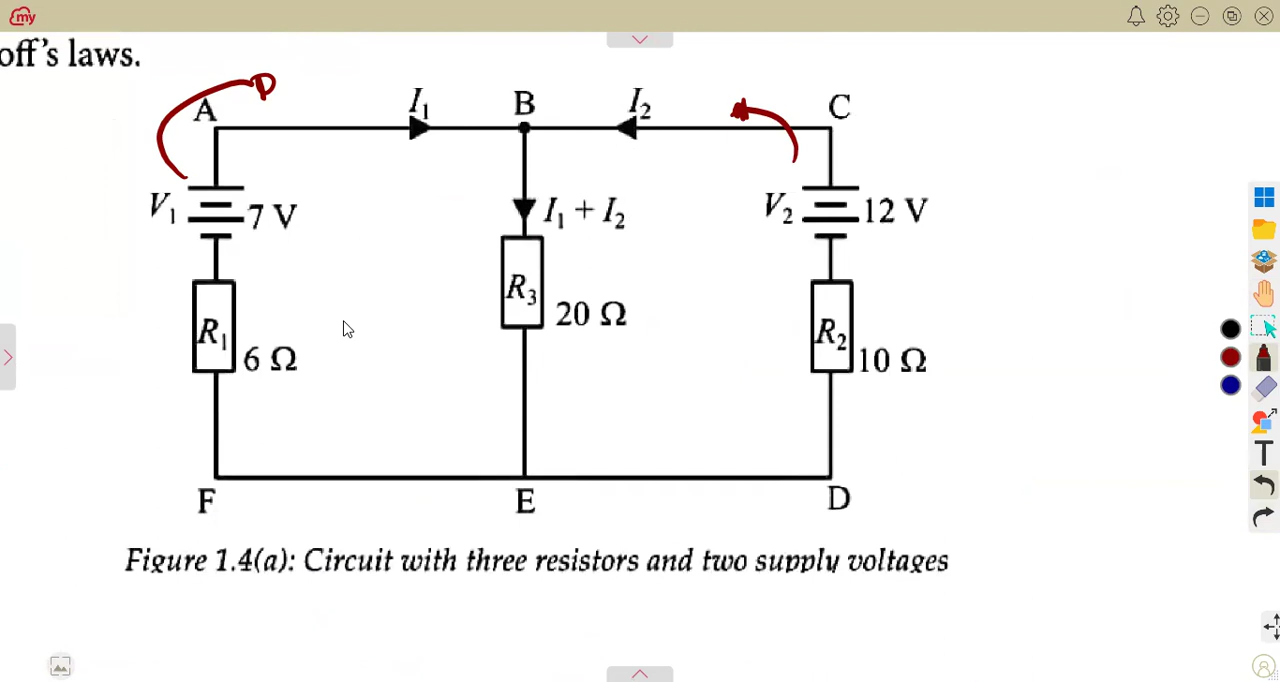 my
off's laws.
A I₁ B I₂ C
V₁ 7 V I₁ + I₂ V₂ 12 V
R₁ 6 Ω R₃ 20 Ω R₂ 10 Ω
F E D
Figure 1.4(a): Circuit with three resistors and two supply voltages
T